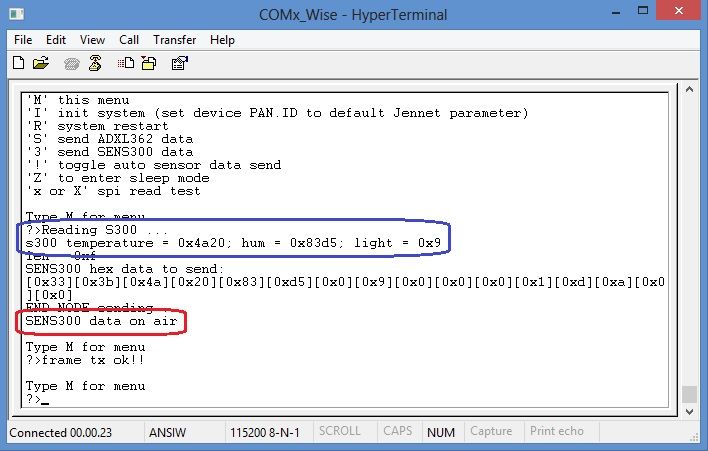 COMx_Wise - HyperTerminal
File Edit View Call Transfer Help
'M' this menu
'I' init system (set device PAN.ID to default Jennet parameter)
'R' system restart
'S' send ADXL362 data
'3' send SENS300 data
'!' toggle auto sensor data send
'Z' to enter sleep mode
'x or X' spi read test
Type M for menu
?>Reading S300 ...
s300 temperature = 0x4a20; hum = 0x83d5; light = 0x9
len = 0xf
SENS300 hex data to send:
[0x33][0x3b][0x4a][0x20][0x83][0xd5][0x0][0x9][0x0][0x0][0x0][0x1][0xd][0xa][0x0
][0x0]
END NODE sending
SENS300 data on air
Type M for menu
?>frame tx ok!!
Type M for menu
?>_
Connected 00.00.23 ANSIW 115200 8-N-1 SCROLL CAPS NUM Capture Print echo